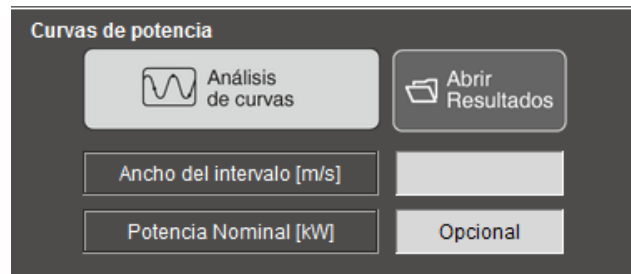 Curvas de potencia
Análisis
de curvas
Abrir
Resultados
Ancho del intervalo [m/s]
Potencia Nominal [kW]
Opcional